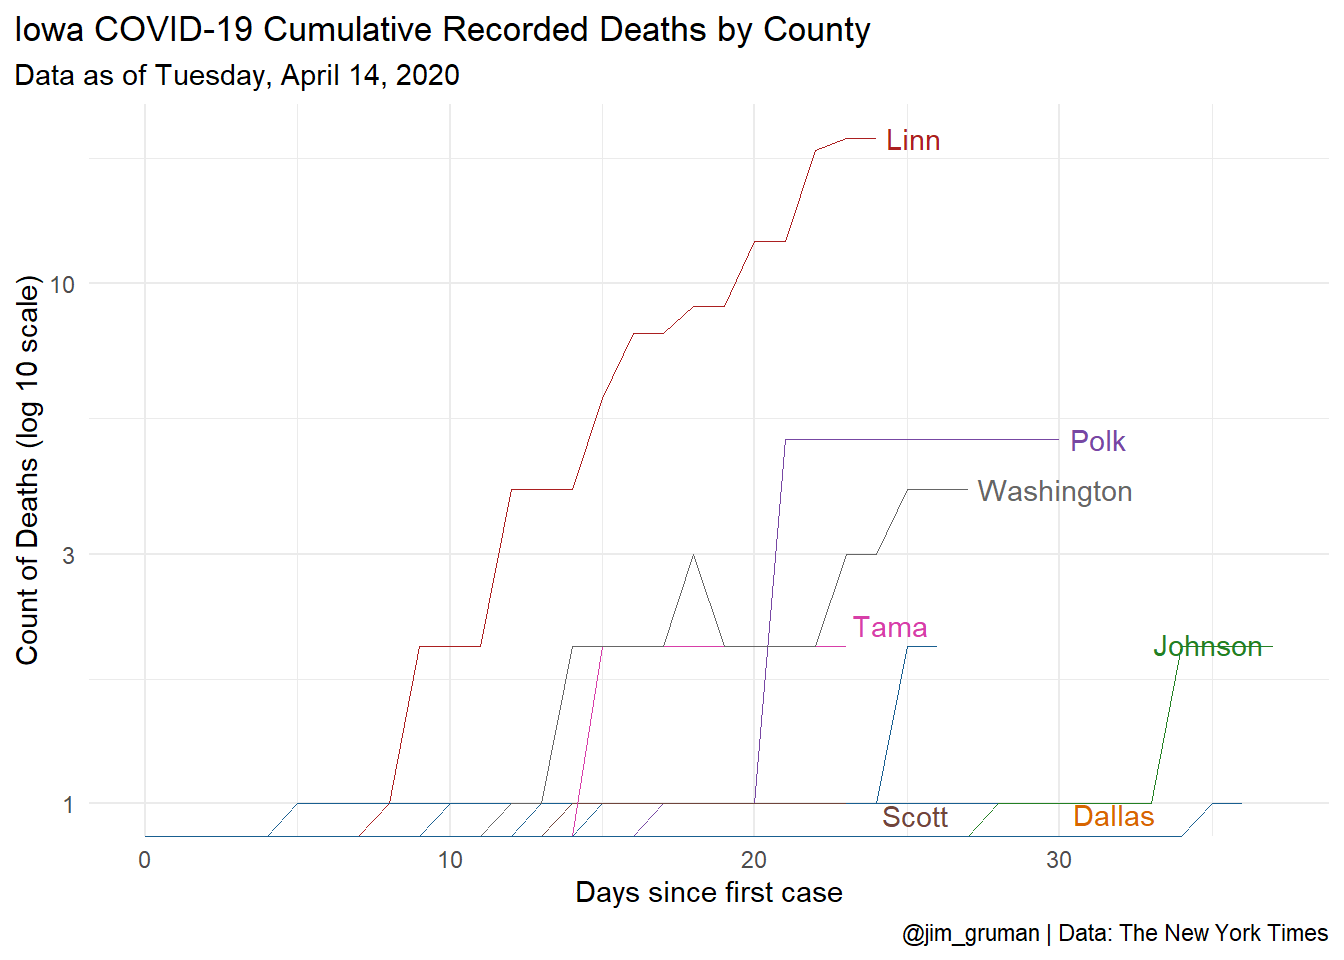 Iowa COVID-19 Cumulative Recorded Deaths by County
Data as of Tuesday, April 14, 2020
Count of Deaths (log 10 scale)
10
3
1
Linn
Polk
Washington
Tama
Johnson
Scott
Dallas
0
10
20
30
Days since first case
@jim_gruman | Data: The New York Times